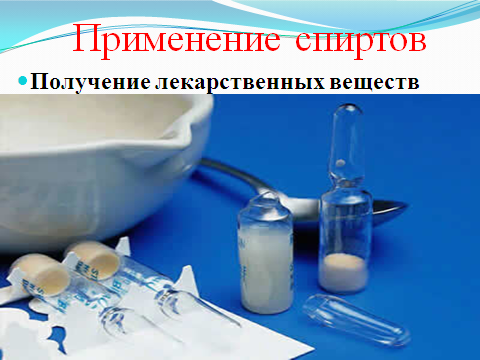 Применение спиртов
Получение лекарственных веществ